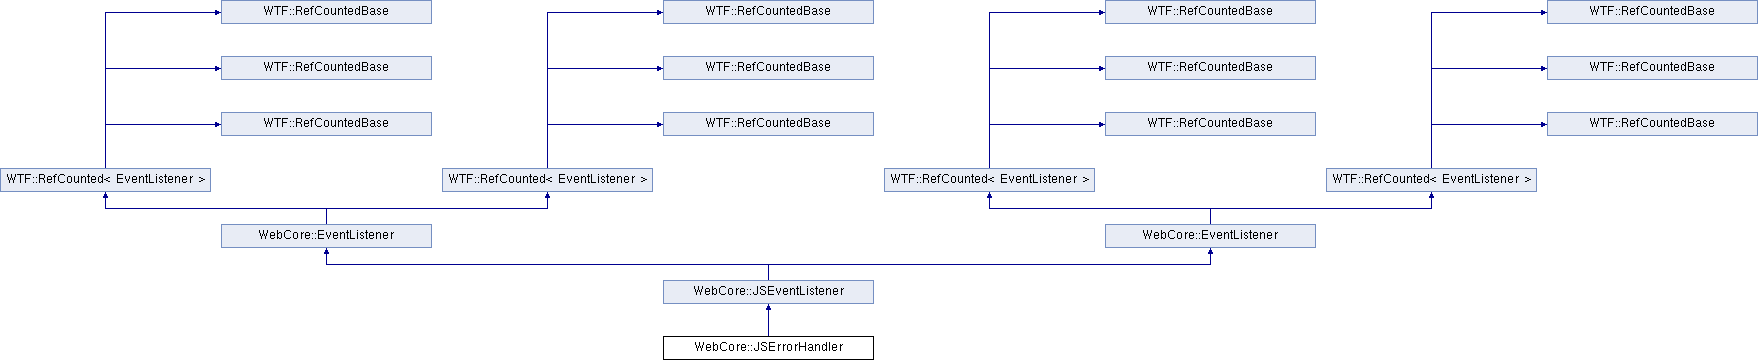 WTF::RefCountedBase
WTF::RefCountedBase
WTF::RefCountedBase
WTF::RefCountedBase
WTF::RefCountedBase
WTF::RefCountedBase
WTF::RefCountedBase
WTF::RefCountedBase
WTF::RefCountedBase
WTF::RefCountedBase
WTF::RefCountedBase
WTF::RefCountedBase
WTF::RefCounted< EventListener >
WTF::RefCounted< EventListener >
WTF::RefCounted< EventListener >
WTF::RefCounted< EventListener >
WebCore::EventListener
WebCore::EventListener
WebCore::JSEventListener
WebCore::JSErrorHandler